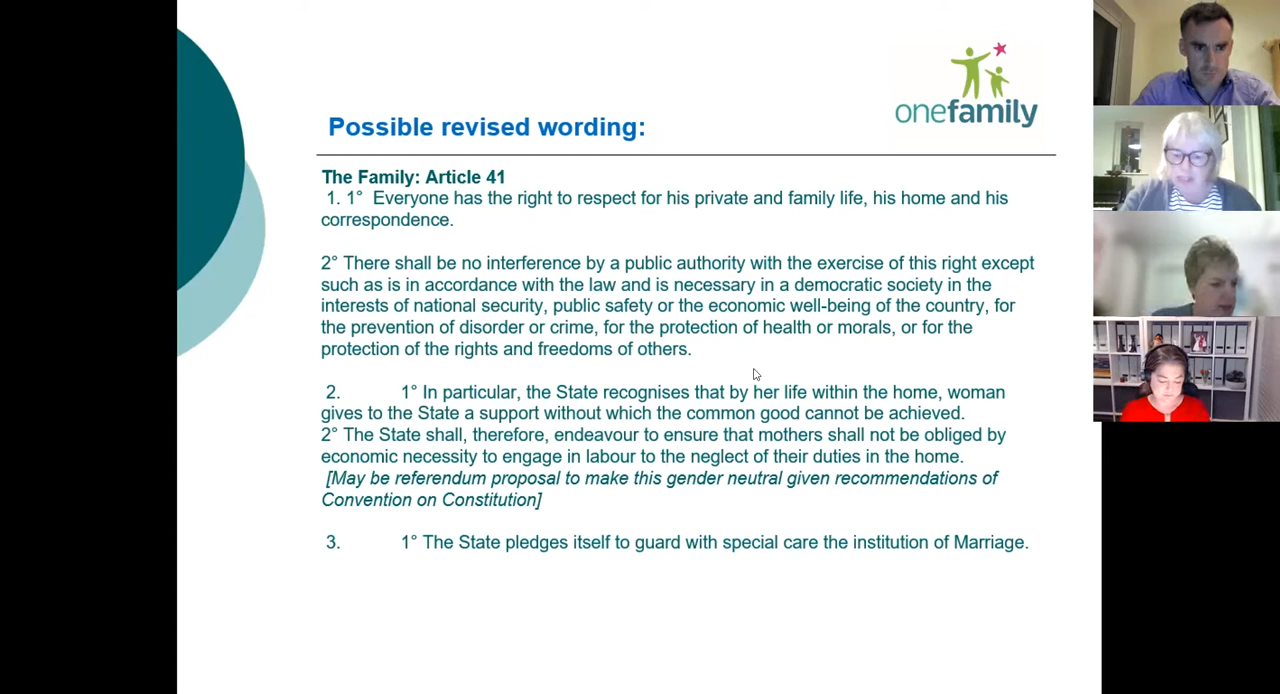 onefamily
Possible revised wording:
The Family: Article 41
1. 1° Everyone has the right to respect for his private and family life, his home and his
correspondence.
2° There shall be no interference by a public authority with the exercise of this right except
such as is in accordance with the law and is necessary in a democratic society in the
interests of national security, public safety or the economic well-being of the country, for
the prevention of disorder or crime, for the protection of health or morals, or for the
protection of the rights and freedoms of others.
2. 1° In particular, the State recognises that by her life within the home, woman
gives to the State a support without which the common good cannot be achieved.
2° The State shall, therefore, endeavour to ensure that mothers shall not be obliged by
economic necessity to engage in labour to the neglect of their duties in the home.
[May be referendum proposal to make this gender neutral given recommendations of
Convention on Constitution]
3. 1° The State pledges itself to guard with special care the institution of Marriage.